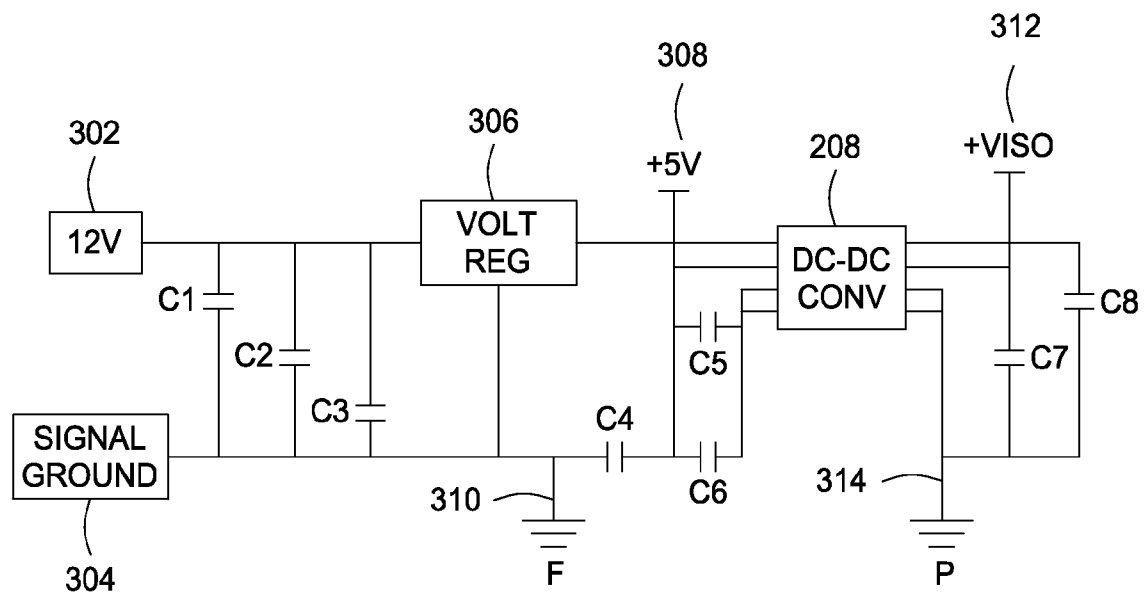 312
308
306
302
+VISO
208
+5V
12V
VOLT
REG
DC-DC
CONV
C1
C8
C2
C5
C7
C3
C4
SIGNAL
GROUND
C6
310
314
304
F
P